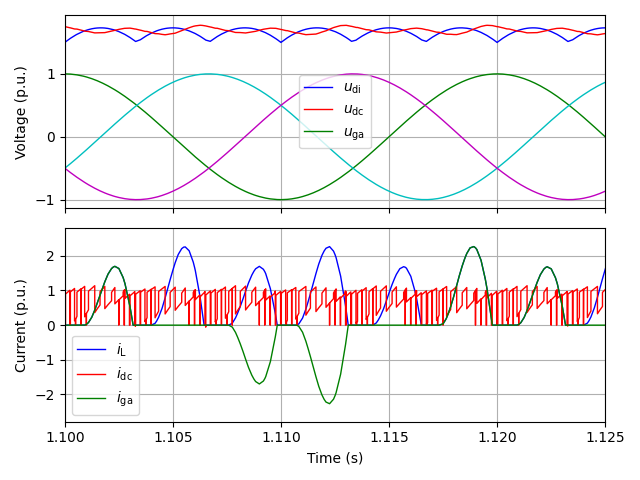 Voltage (p.u.)
1
0
−1
u_di
u_dc
u_ga
Current (p.u.)
2
1
0
−1
−2
i_L
i_dc
i_ga
1.100 1.105 1.110 1.115 1.120 1.125
Time (s)